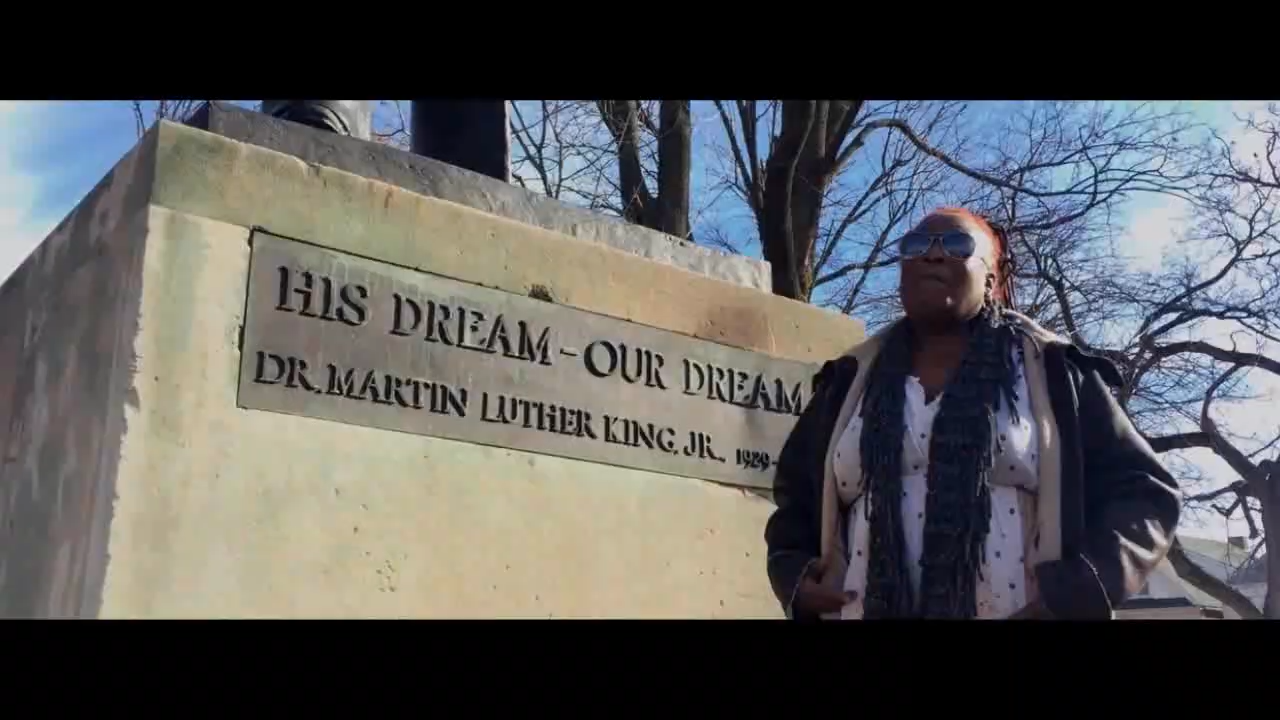 HIS DREAM - OUR DREAM
DR. MARTIN LUTHER KING, JR. 1929-